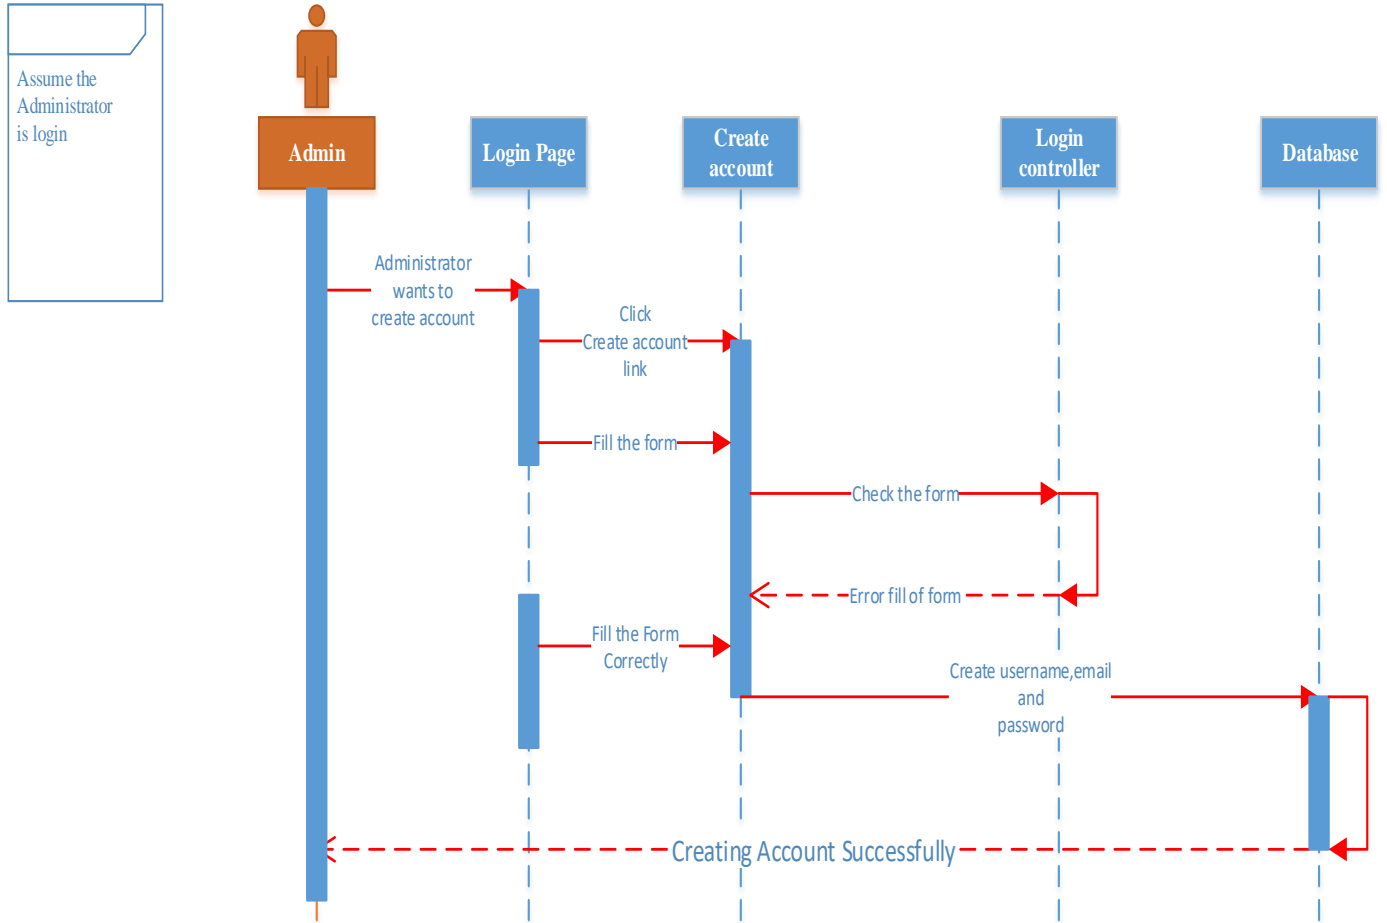 Assume the
Administrator
is login
Admin
Login Page
Create
account
Login
controller
Database
Administrator
wants to
create account
Click
Create account
link
Fill the form
Check the form
Error fill of form
Fill the Form
Correctly
Create username,email
and
password
Creating Account Successfully